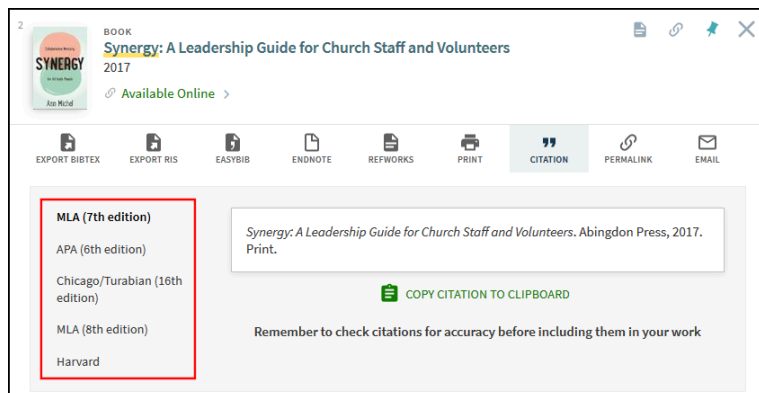 2
BOOK
Synergy: A Leadership Guide for Church Staff and Volunteers
2017
Available Online
SYNERGY
Ann Michel
EXPORT BIBTEX
EXPORT RIS
EASYBIB
ENDNOTE
REFWORKS
PRINT
CITATION
PERMALINK
EMAIL
MLA (7th edition)
APA (6th edition)
Chicago/Turabian (16th
edition)
MLA (8th edition)
Harvard
Synergy: A Leadership Guide for Church Staff and Volunteers. Abingdon Press, 2017.
Print.
COPY CITATION TO CLIPBOARD
Remember to check citations for accuracy before including them in your work